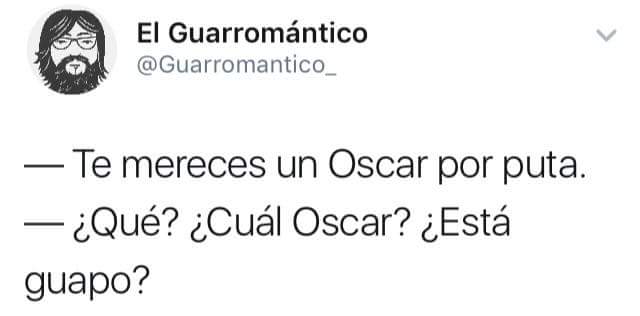 El Guarromántico
@Guarromantico_
— Te mereces un Oscar por puta.
— ¿Qué? ¿Cuál Oscar? ¿Está
guapo?